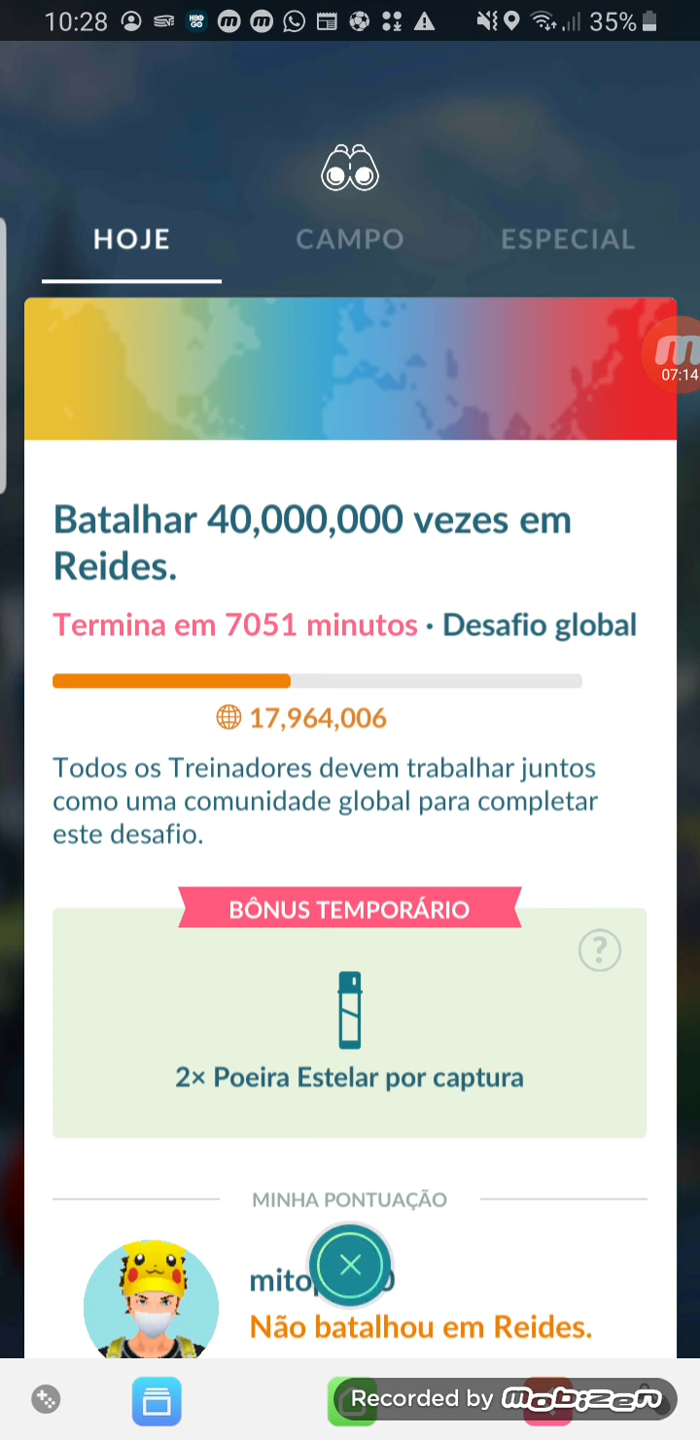 10:28
35%
HOJE
CAMPO
ESPECIAL
07:14
Batalhar 40,000,000 vezes em
Reides.
Termina em 7051 minutos · Desafio global
17,964,006
Todos os Treinadores devem trabalhar juntos
como uma comunidade global para completar
este desafio.
BÔNUS TEMPORÁRIO
?
2× Poeira Estelar por captura
MINHA PONTUAÇÃO
Não batalhou em Reides.
Recorded by mobizen